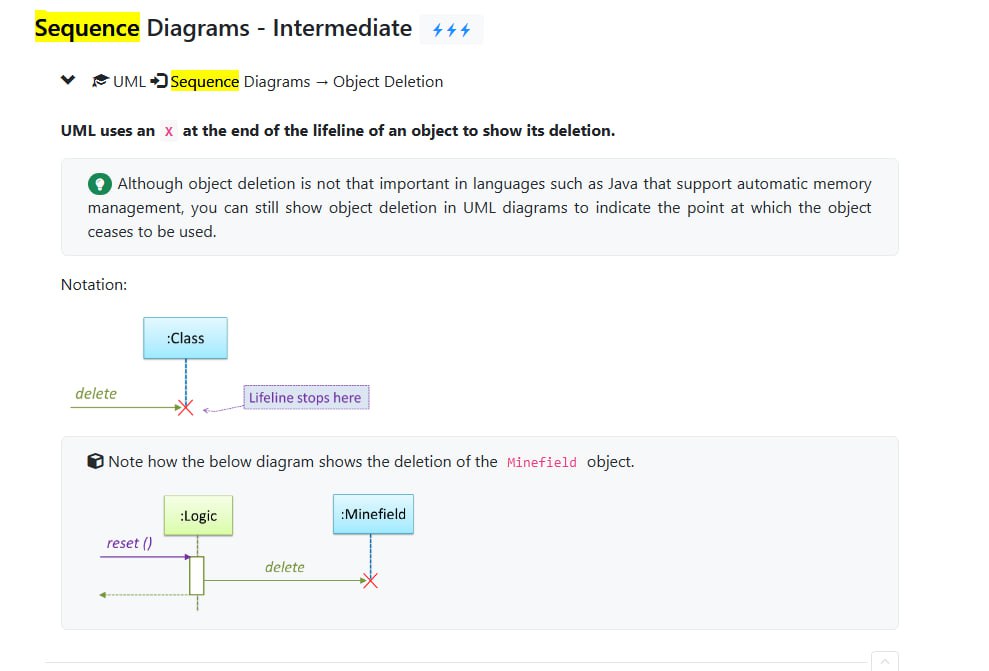 Sequence Diagrams - Intermediate
UML Sequence Diagrams → Object Deletion
UML uses an X at the end of the lifeline of an object to show its deletion.
Although object deletion is not that important in languages such as Java that support automatic memory
management, you can still show object deletion in UML diagrams to indicate the point at which the object
ceases to be used.
Notation:
:Class
delete
Lifeline stops here
Note how the below diagram shows the deletion of the Minefield object.
:Logic
:Minefield
reset ()
delete